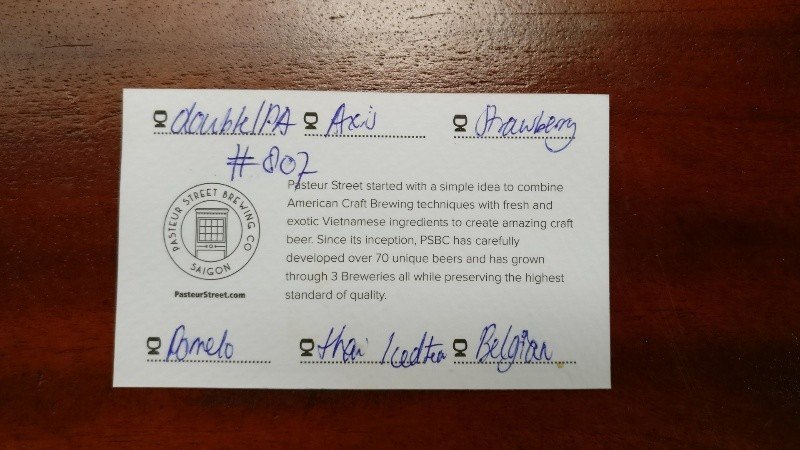 double IPA Axis Strawberry
#807
PASTEUR STREET BREWING CO
SAIGON
PasteurStreet.com
Pasteur Street started with a simple idea to combine
American Craft Brewing techniques with fresh and
exotic Vietnamese ingredients to create amazing craft
beer. Since its inception, PSBC has carefully
developed over 70 unique beers and has grown
through 3 Breweries all while preserving the highest
standard of quality.
Pomelo thai Icedtea Belgian